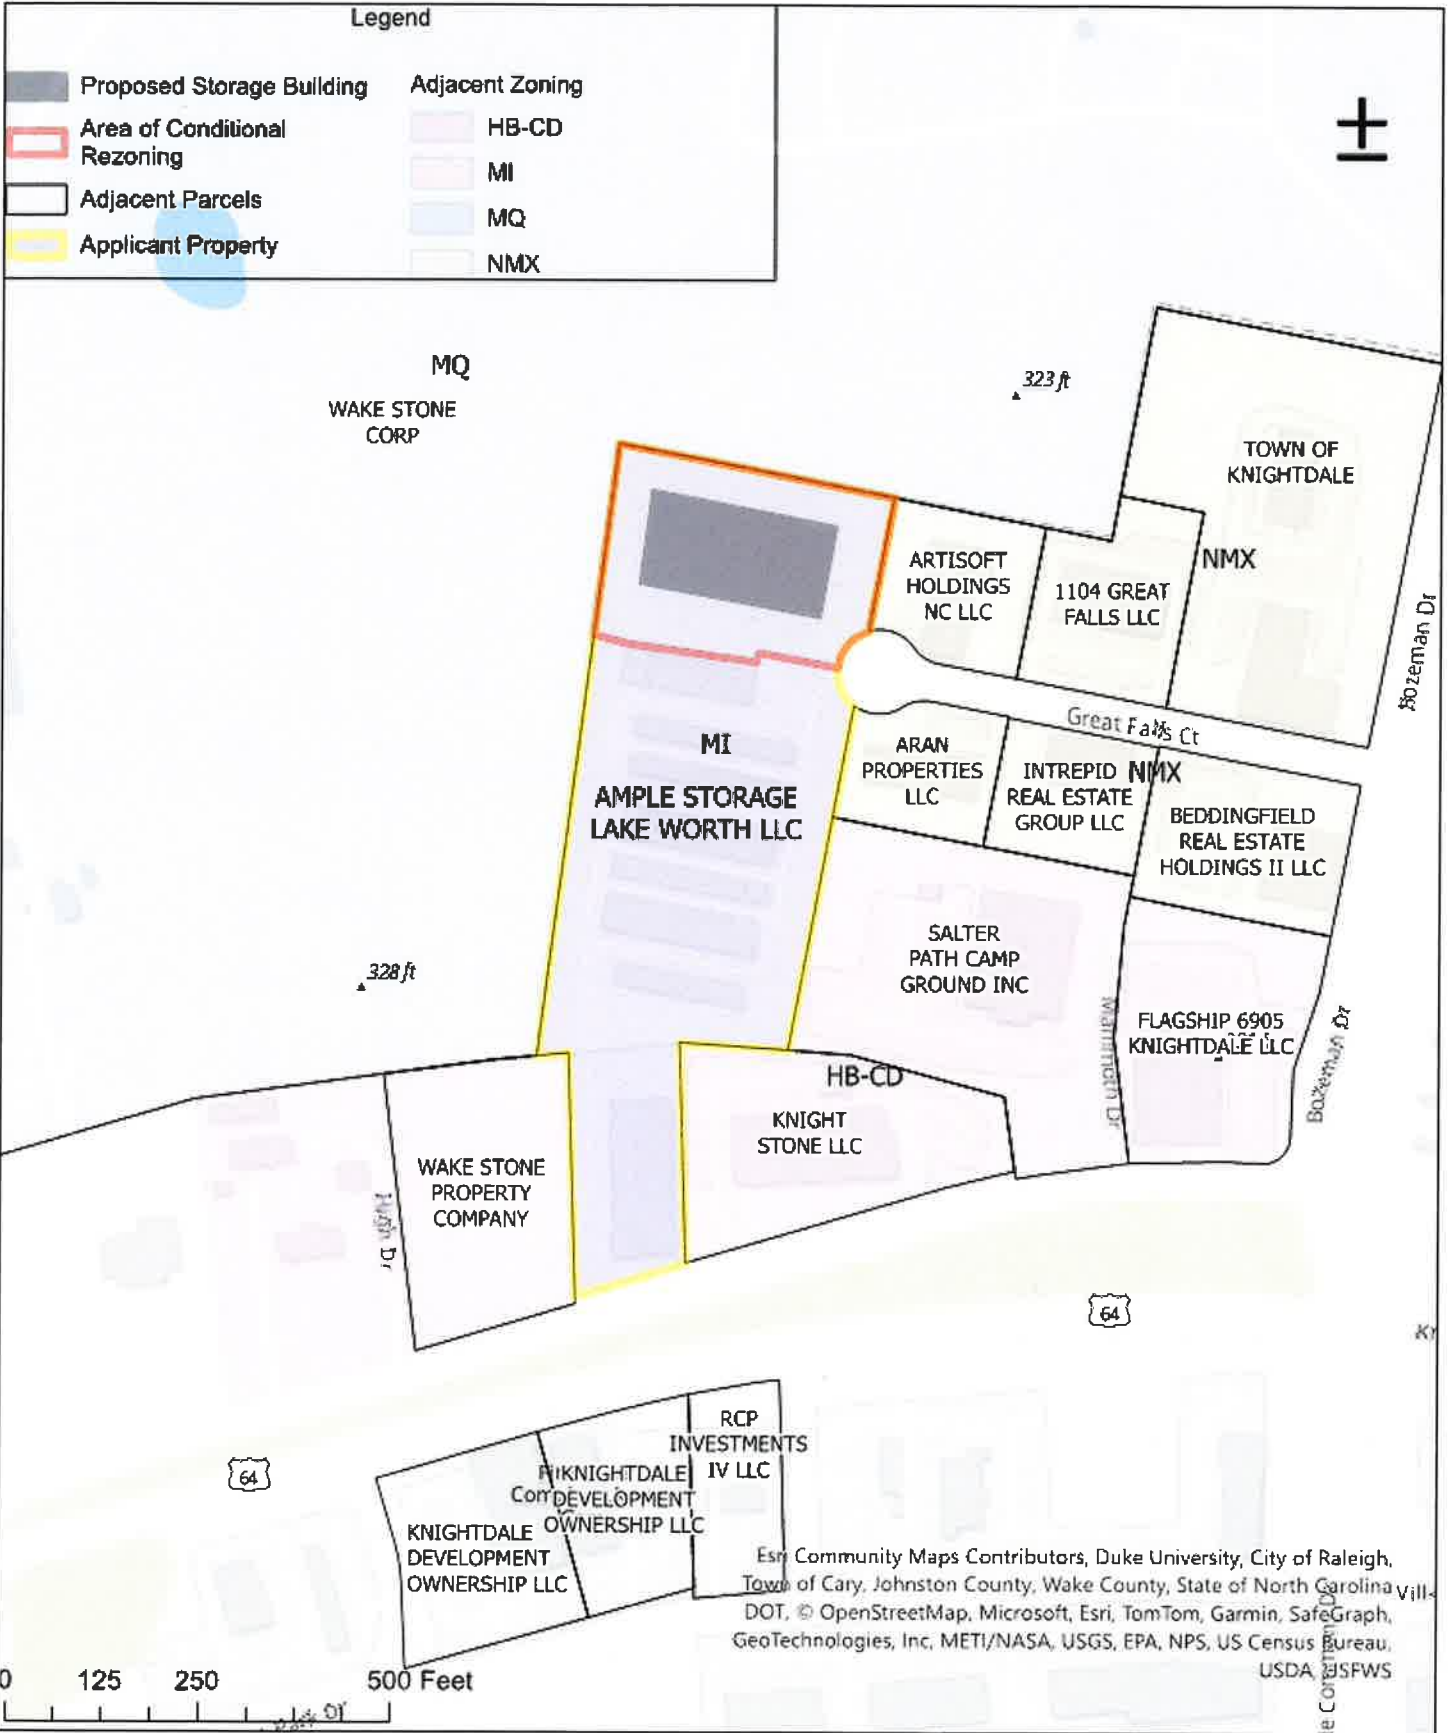 Legend
Proposed Storage Building
Area of Conditional
Rezoning
Adjacent Parcels
Applicant Property
Adjacent Zoning
HB-CD
MI
MQ
NMX
MQ
WAKE STONE
CORP
323 ft
TOWN OF
KNIGHTDALE
NMX
ARTISOFT
HOLDINGS
NC LLC
1104 GREAT
FALLS LLC
Bozeman Dr
Great Falls Ct
MI
AMPLE STORAGE
LAKE WORTH LLC
ARAN
PROPERTIES
LLC
INTREPID
REAL ESTATE
GROUP LLC
NMX
BEDDINGFIELD
REAL ESTATE
HOLDINGS II LLC
SALTER
PATH CAMP
GROUND INC
328 ft
Mammoth Dr
FLAGSHIP 6905
KNIGHTDALE LLC
Bozeman Dr
HB-CD
KNIGHT
STONE LLC
WAKE STONE
PROPERTY
COMPANY
Hugh Dr
64
64
RCP
INVESTMENTS
IV LLC
KNIGHTDALE
DEVELOPMENT
OWNERSHIP LLC
KNIGHTDALE
DEVELOPMENT
OWNERSHIP LLC
Esri Community Maps Contributors, Duke University, City of Raleigh,
Town of Cary, Johnston County, Wake County, State of North Carolina
DOT, © OpenStreetMap, Microsoft, Esri, TomTom, Garmin, SafeGraph,
GeoTechnologies, Inc, METI/NASA, USGS, EPA, NPS, US Census Bureau,
USDA, USFWS
0 125 250 500 Feet